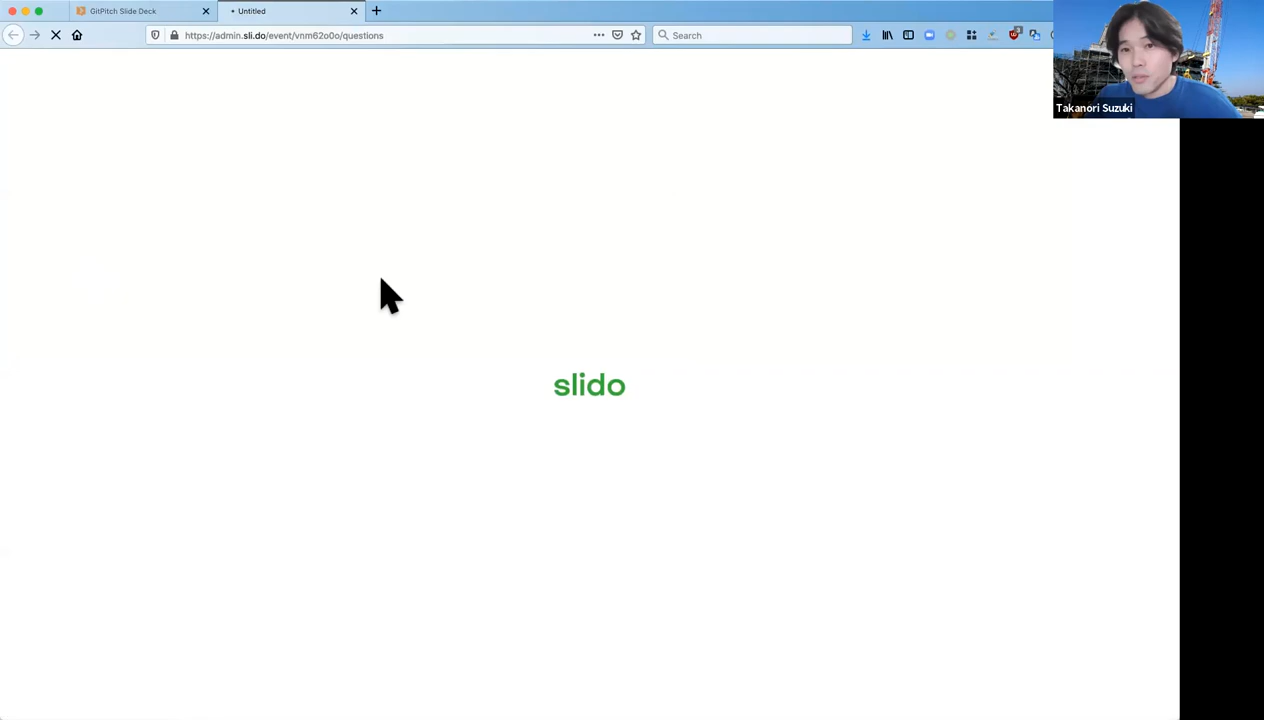 GitPitch Slide Deck
Untitled
https://admin.sli.do/event/vnm62o0o/questions
Search
Takanori Suzuki
slido